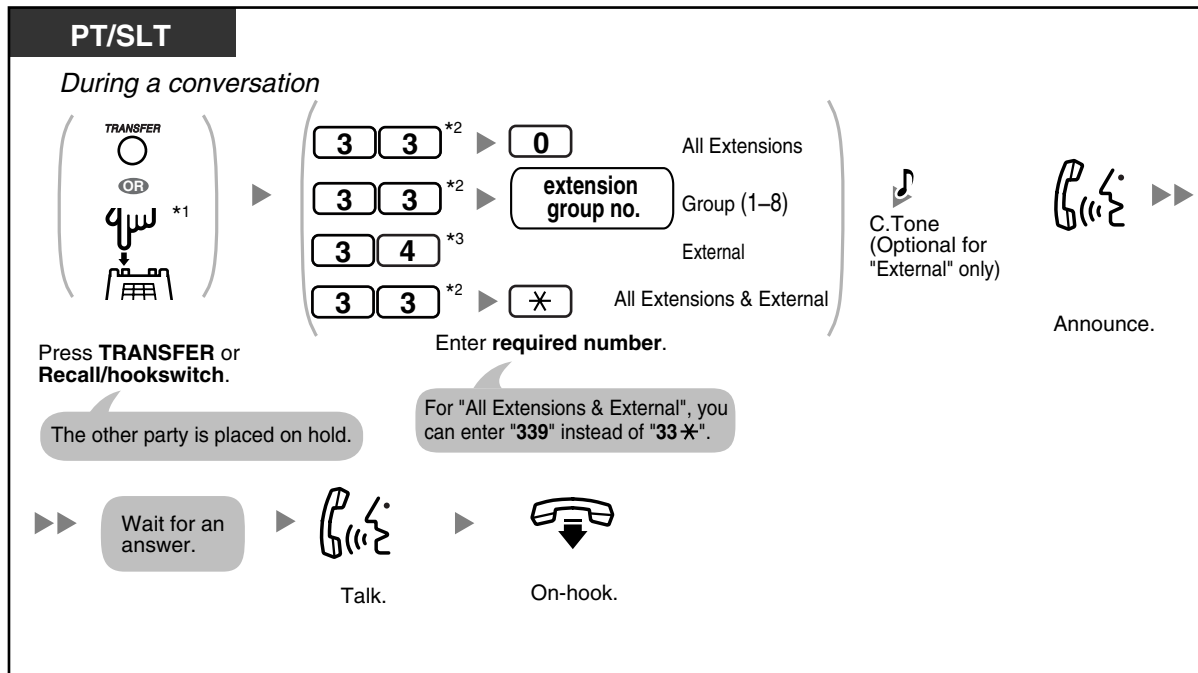 PT/SLT
During a conversation
TRANSFER
OR
*1
3 3 *2 0 All Extensions
3 3 *2 extension
group no. Group (1–8)
3 4 *3 External
3 3 *2 ✳ All Extensions & External
C.Tone
(Optional for
"External" only)
Announce.
Press TRANSFER or
Recall/hookswitch.
The other party is placed on hold.
Enter required number.
For "All Extensions & External", you
can enter "339" instead of "33✳".
Wait for an
answer.
Talk.
On-hook.